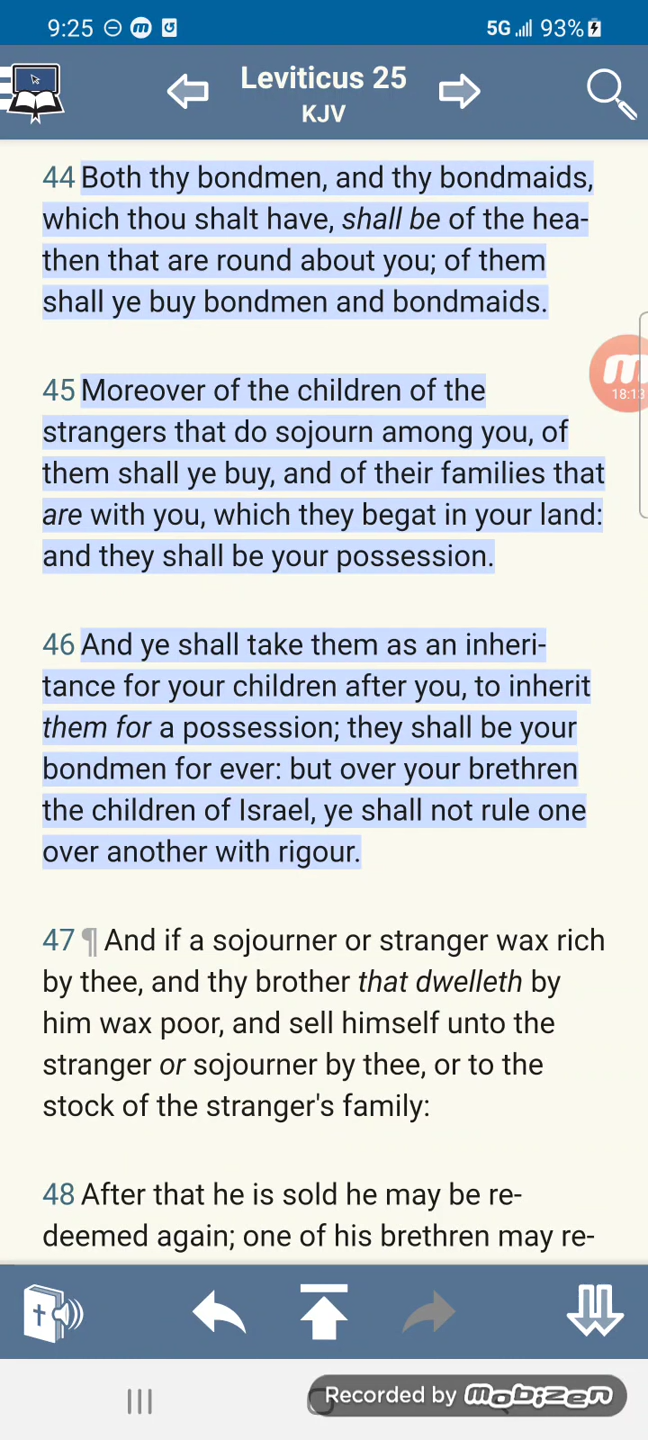 9:25
5G 93%
Leviticus 25
KJV
44 Both thy bondmen, and thy bondmaids,
which thou shalt have, shall be of the hea-
then that are round about you; of them
shall ye buy bondmen and bondmaids.
45 Moreover of the children of the
strangers that do sojourn among you, of
them shall ye buy, and of their families that
are with you, which they begat in your land:
and they shall be your possession.
m
18:13
46 And ye shall take them as an inheri-
tance for your children after you, to inherit
them for a possession; they shall be your
bondmen for ever: but over your brethren
the children of Israel, ye shall not rule one
over another with rigour.
47 ¶ And if a sojourner or stranger wax rich
by thee, and thy brother that dwelleth by
him wax poor, and sell himself unto the
stranger or sojourner by thee, or to the
stock of the stranger's family:
48 After that he is sold he may be re-
deemed again; one of his brethren may re-
Recorded by mobizen